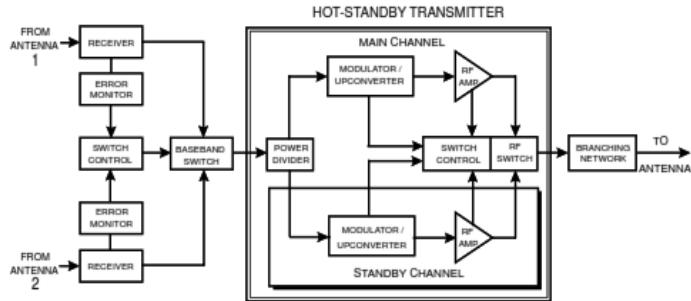 HOT-STANDBY TRANSMITTER
FROM
ANTENNA
1
RECEIVER
ERROR
MONITOR
SWITCH
CONTROL
BASEBAND
SWITCH
ERROR
MONITOR
FROM
ANTENNA
2
RECEIVER
MAIN CHANNEL
MODULATOR /
UPCONVERTER
RF
AMP.
POWER
DIVIDER
SWITCH
CONTROL
RF
SWITCH
BRANCHING
NETWORK
TO
ANTENNA
MODULATOR /
UPCONVERTER
RF
AMP.
STANDBY CHANNEL